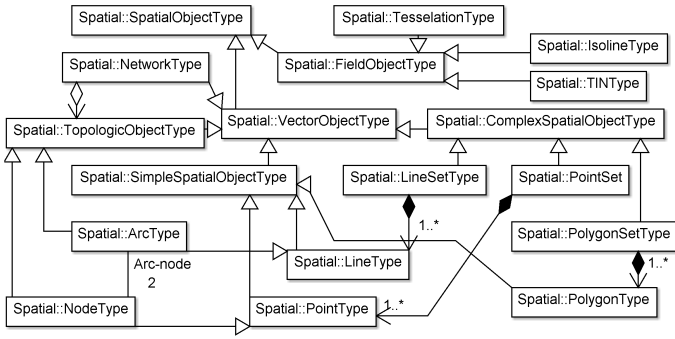 Spatial::SpatialObjectType
Spatial::TesselationType
Spatial::IsolineType
Spatial::NetworkType
Spatial::FieldObjectType
Spatial::TINType
Spatial::TopologicObjectType
Spatial::VectorObjectType
Spatial::ComplexSpatialObjectType
Spatial::SimpleSpatialObjectType
Spatial::LineSetType
Spatial::PointSet
1..*
Spatial::ArcType
Spatial::PolygonSetType
Arc-node
2
Spatial::LineType
1..*
Spatial::NodeType
Spatial::PointType
1..*
Spatial::PolygonType